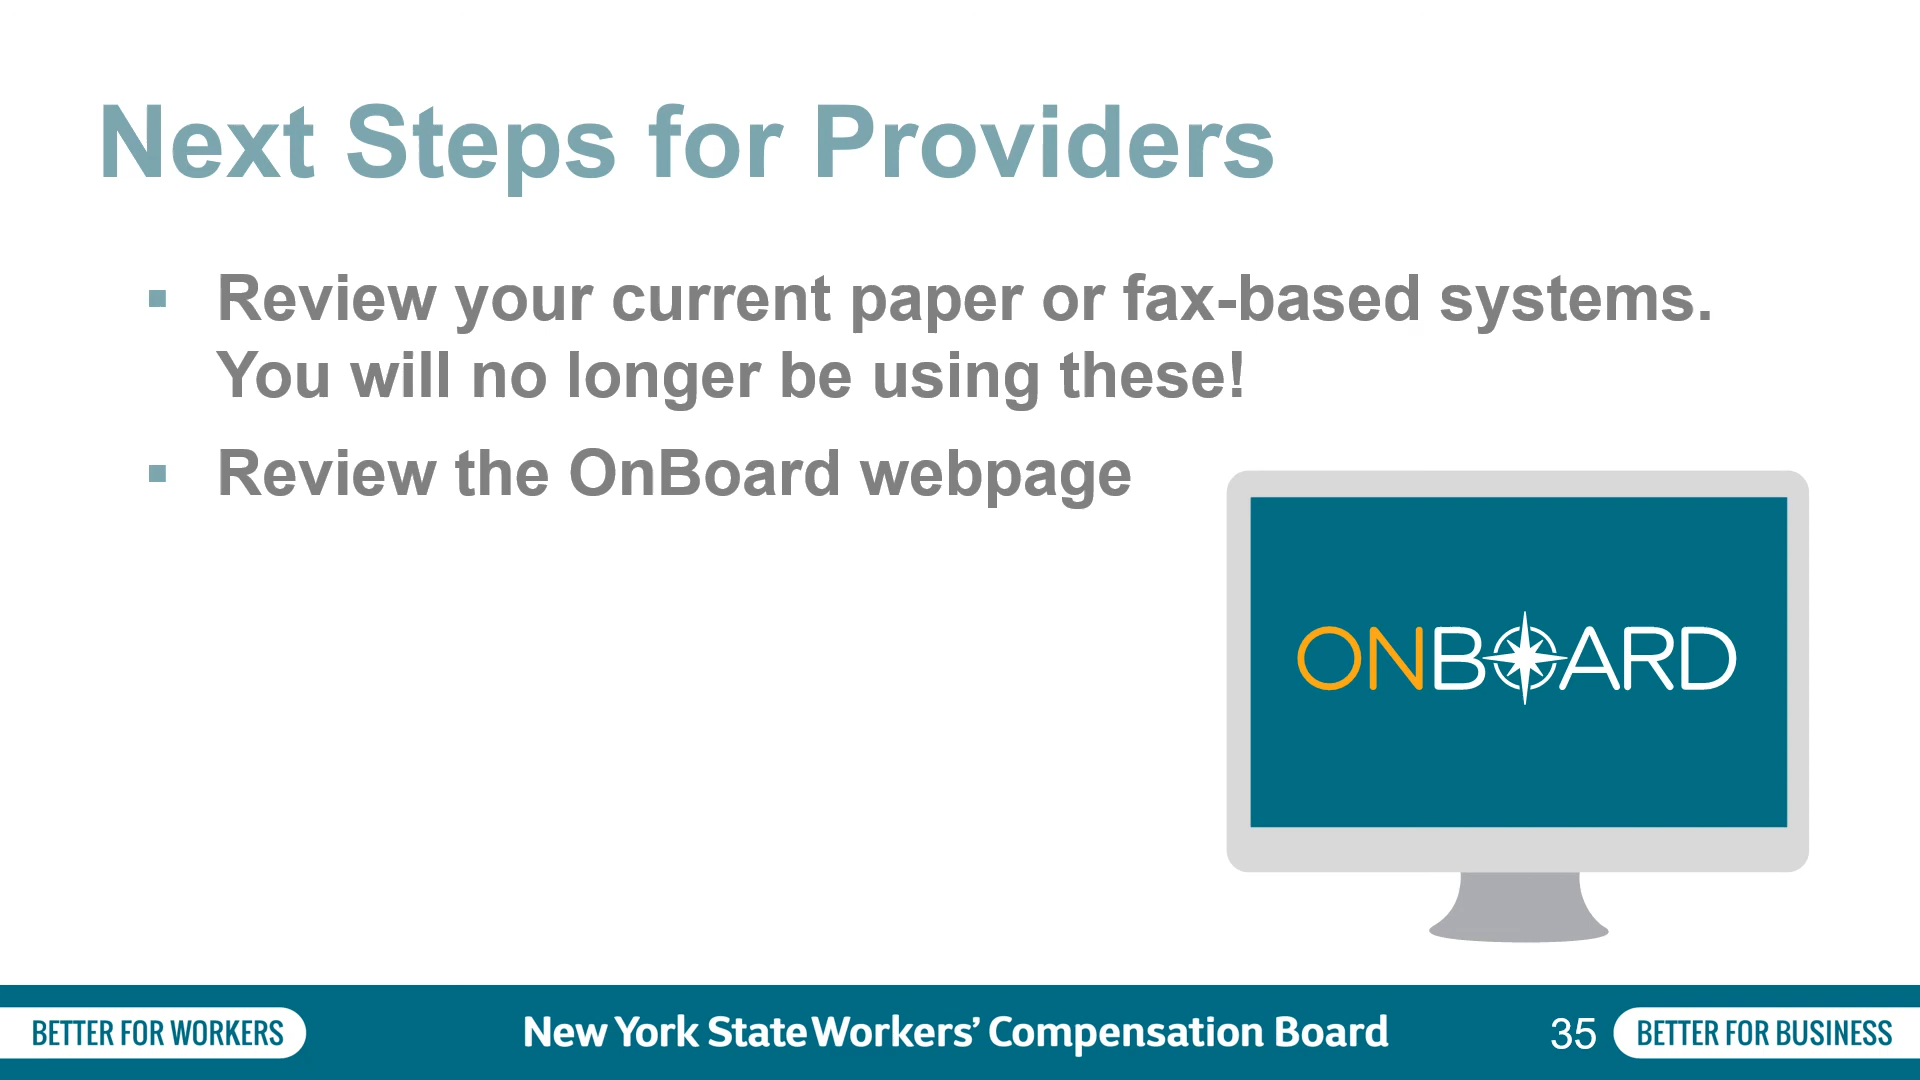 Next Steps for Providers
▪ Review your current paper or fax-based systems.
You will no longer be using these!
▪ Review the OnBoard webpage
ONBOARD
BETTER FOR WORKERS
New York State Workers’ Compensation Board
35
BETTER FOR BUSINESS